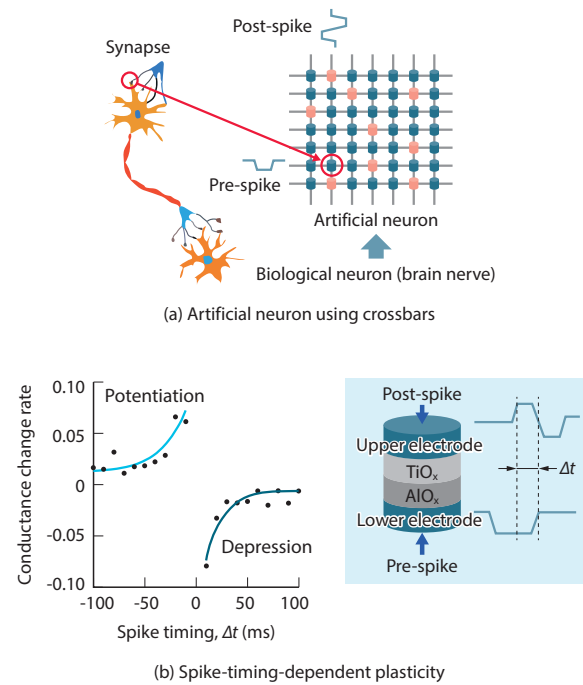 Post-spike
Synapse
Pre-spike
Artificial neuron
Biological neuron (brain nerve)
(a) Artificial neuron using crossbars
Conductance change rate
0.10
0.05
0
-0.05
-0.10
Potentiation
Depression
-100
-50
0
50
100
Spike timing, Δt (ms)
Post-spike
Upper electrode
TiOx
AlOx
Lower electrode
Pre-spike
Δt
(b) Spike-timing-dependent plasticity